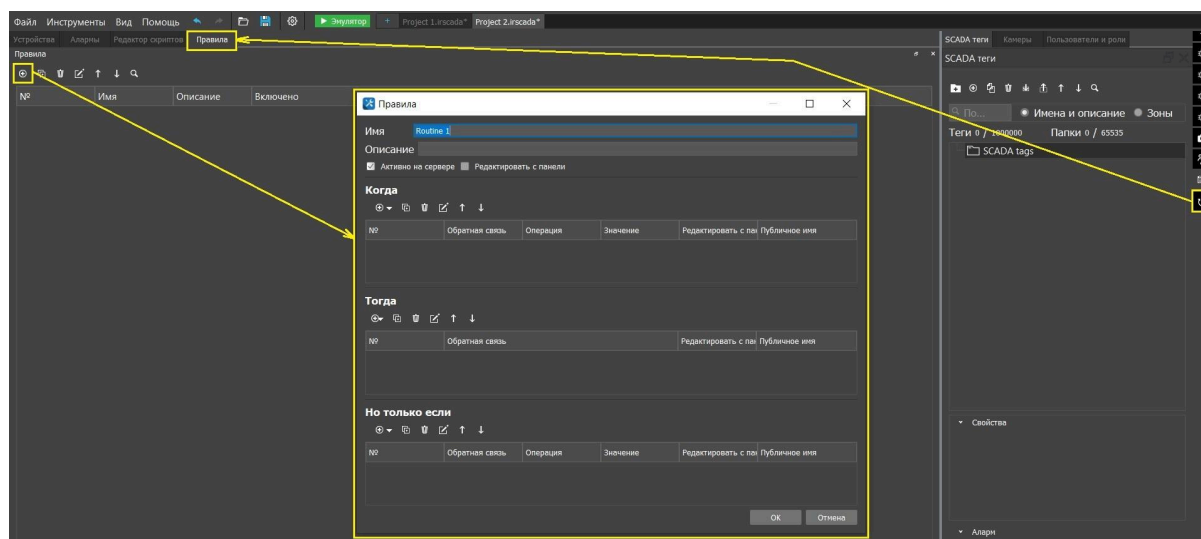 Файл Инструменты Вид Помощь Эмулятор + Project 1.irscada* Project 2.irscada*
Устройства Алармы Редактор скриптов Правила
SCADA теги Камеры Пользователи и роли
Правила
SCADA теги
№ Имя Описание Включено
По... Имена и описание Зоны
Теги 0 / 1000000 Папки 0 / 65535
SCADA tags
Правила
Имя Routine 1
Описание
Активно на сервере Редактировать с панели
Когда
№ Обратная связь Операция Значение Редактировать с пан Публичное имя
Тогда
№ Обратная связь Редактировать с пан Публичное имя
Но только если
№ Обратная связь Операция Значение Редактировать с пан Публичное имя
OK Отмена
Свойства
Аларм